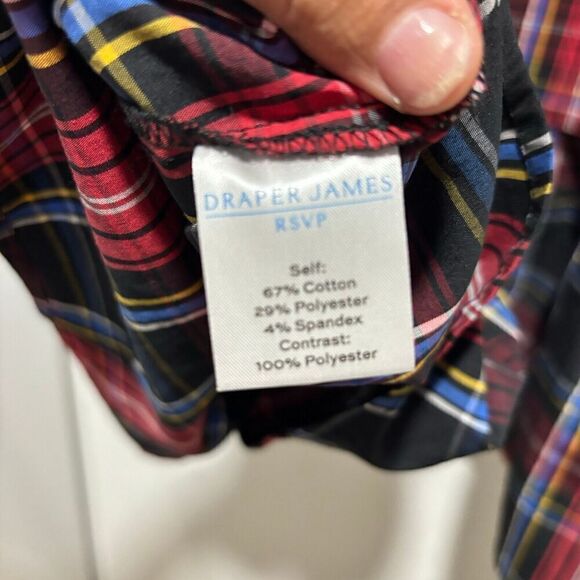 DRAPER JAMES
RSVP
Self:
67% Cotton
29% Polyester
4% Spandex
Contrast:
100% Polyester